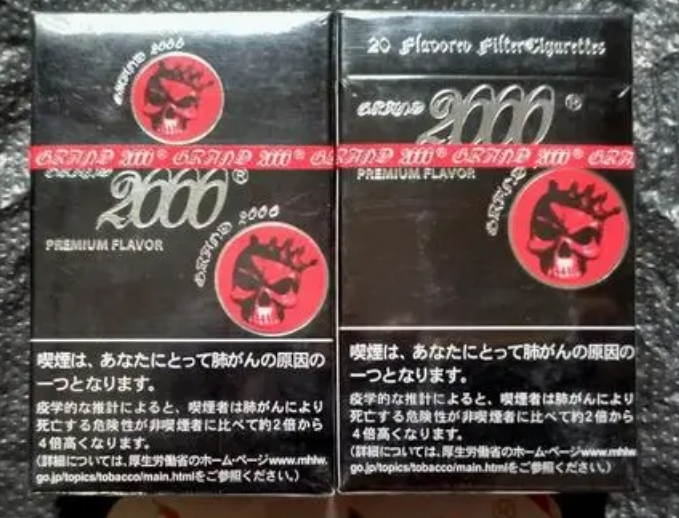 GRAND 2000
GRAND 2000® GRAND 2000® GR
2000®
PREMIUM FLAVOR
GRAND 2000
喫煙は、あなたにとって肺がんの原因の
一つとなります。
疫学的な推計によると、喫煙者は肺がんにより
死亡する危険性が非喫煙者に比べて約2倍から
4倍高くなります。
(詳細については、厚生労働省のホーム・ページwww.mhlw.
go.jp/topics/tobacco/main.htmlをご参照ください。)
20 Flavored Filter Cigarettes
GRAND 2000®
GRAND 2000® GRAND 2000® GRA
PREMIUM FLAVOR
GRAND
喫煙は、あなたにとって肺がんの原因の
一つとなります。
疫学的な推計によると、喫煙者は肺がんにより
死亡する危険性が非喫煙者に比べて約2倍から
4倍高くなります。
(詳細については、厚生労働省のホーム・ページwww.mhlw.
go.jp/topics/tobacco/main.htmlをご参照ください。)